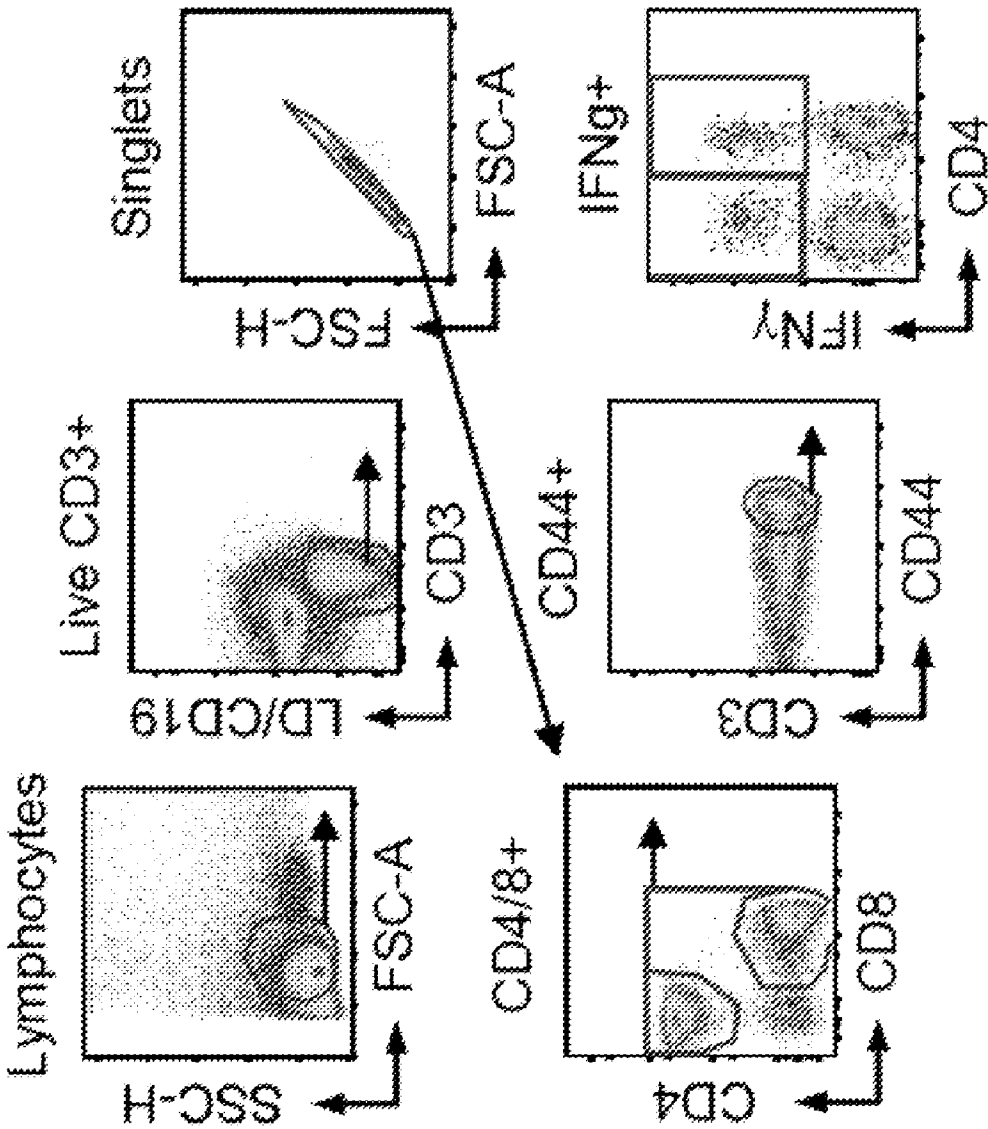 Lymphocytes
SSC-H
FSC-A
Live CD3+
LD/CD19
CD3
Singlets
FSC-H
FSC-A
CD4/8+
CD4
CD8
CD44+
CD3
CD44
IFNg+
IFNγ
CD4